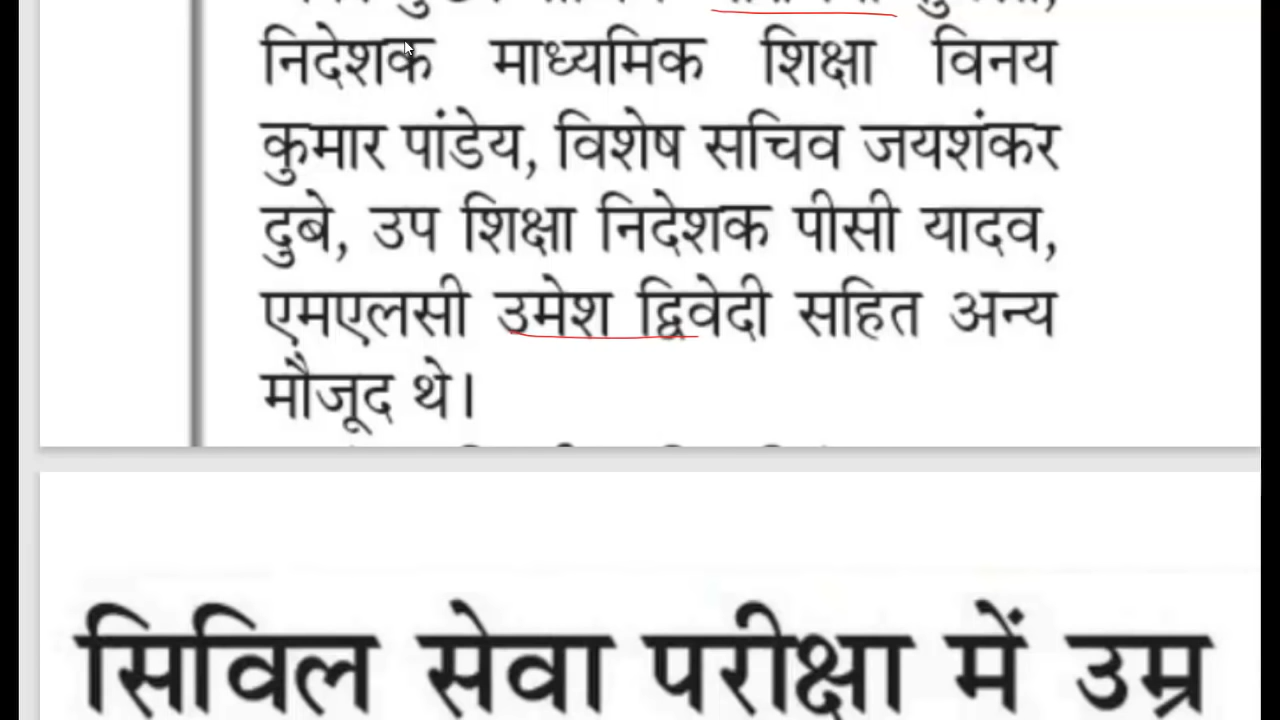 निदेशक माध्यमिक शिक्षा विनय
कुमार पांडेय, विशेष सचिव जयशंकर
दुबे, उप शिक्षा निदेशक पीसी यादव,
एमएलसी उमेश द्विवेदी सहित अन्य
मौजूद थे।
सिविल सेवा परीक्षा में उम्र